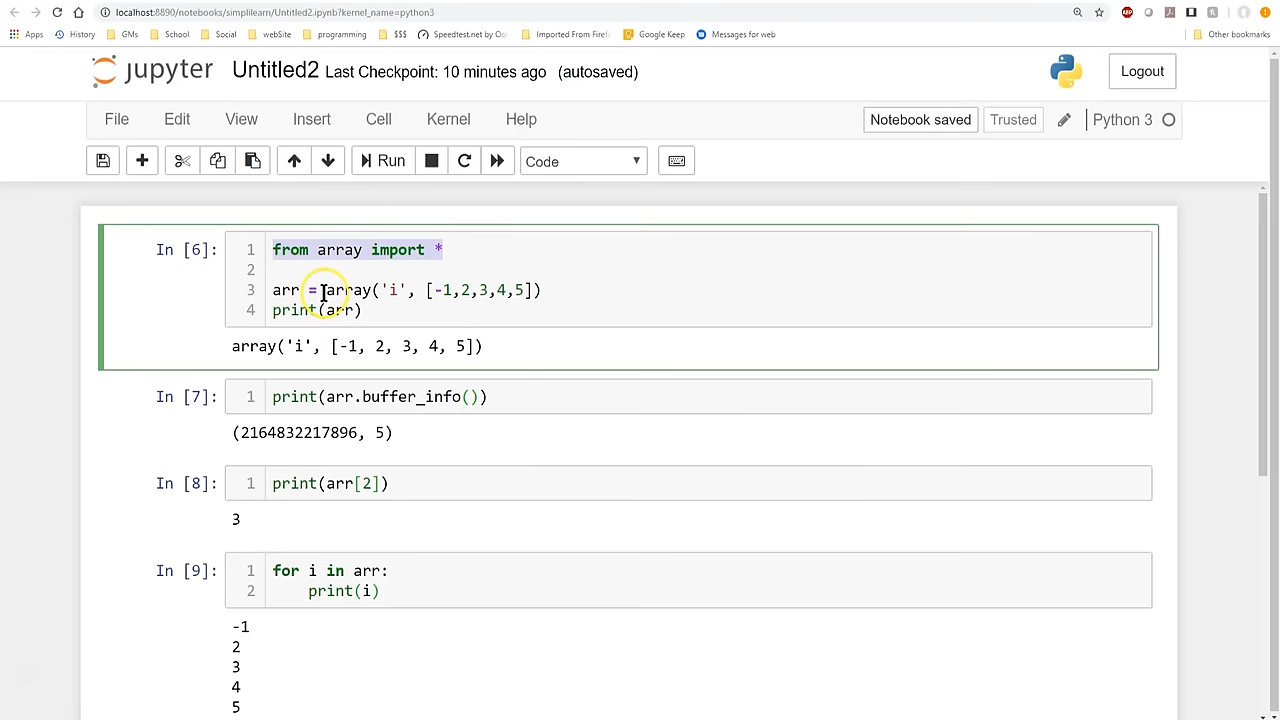 localhost:8890/notebooks/simplilearn/Untitled2.ipynb?kernel_name=python3
Apps History GMs School Social webSite programming $$$ Speedtest.net by Oo Imported From Firef Google Keep Messages for web Other bookmarks
jupyter Untitled2 Last Checkpoint: 10 minutes ago (autosaved) Logout
File Edit View Insert Cell Kernel Help Notebook saved Trusted Python 3
Run Code
In [6]: 1 from array import *
2
3 arr = array('i', [-1,2,3,4,5])
4 print(arr)
array('i', [-1, 2, 3, 4, 5])
In [7]: 1 print(arr.buffer_info())
(2164832217896, 5)
In [8]: 1 print(arr[2])
3
In [9]: 1 for i in arr:
2 print(i)
-1
2
3
4
5